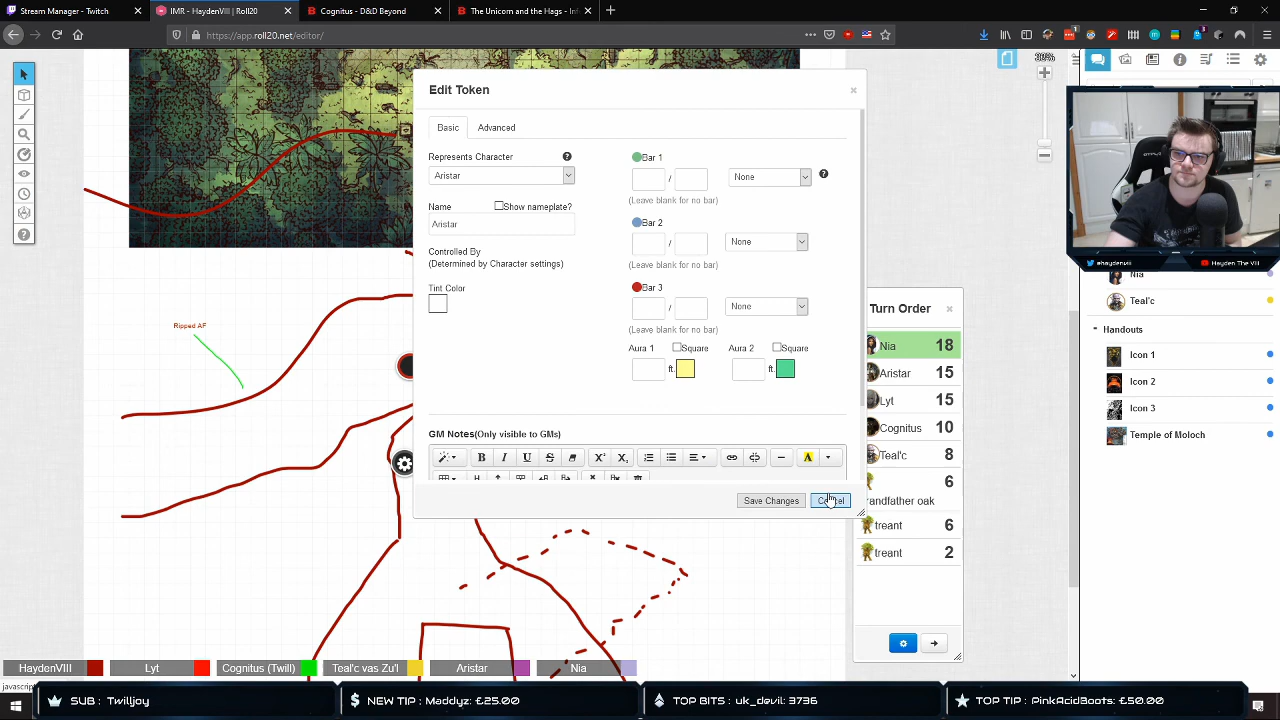 Stream Manager - Twitch
IMR - HaydenVIII | Roll20
Cognitus - D&D Beyond
The Unicorn and the Hags - Inf
https://app.roll20.net/editor/
Edit Token
Basic
Advanced
Represents Character
Aristar
Name
Show nameplate?
Aristar
Controlled By
(Determined by Character settings)
Tint Color
Bar 1
/
None
(Leave blank for no bar)
Bar 2
/
None
(Leave blank for no bar)
Bar 3
/
None
(Leave blank for no bar)
Aura 1
Square
Aura 2
Square
ft.
ft.
GM Notes(Only visible to GMs)
Save Changes
Ripped AF
Turn Order
Nia 18
Aristar 15
Lyt 15
Cognitus 10
Teal'c 8
6
randfather oak
treant 6
treant 2
ehaydenviii
Hayden The VIII
Nia
Teal'c
Handouts
Icon 1
Icon 2
Icon 3
Temple of Moloch
HaydenVIII
Lyt
Cognitus (Twill)
Teal'c vas Zu'l
Aristar
Nia
javascrip
SUB : Twilljoy
NEW TIP : Maddyz: £25.00
TOP BITS : uk_devil: 3736
TOP TIP : PinkAcidBoots: £50.00